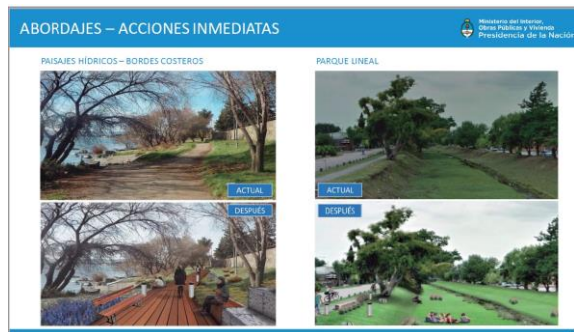 ABORDAJES – ACCIONES INMEDIATAS
Ministerio del Interior,
Obras Públicas y Vivienda
Presidencia de la Nación
PAISAJES HÍDRICOS – BORDES COSTEROS
PARQUE LINEAL
ACTUAL
ACTUAL
DESPUÉS
DESPUÉS